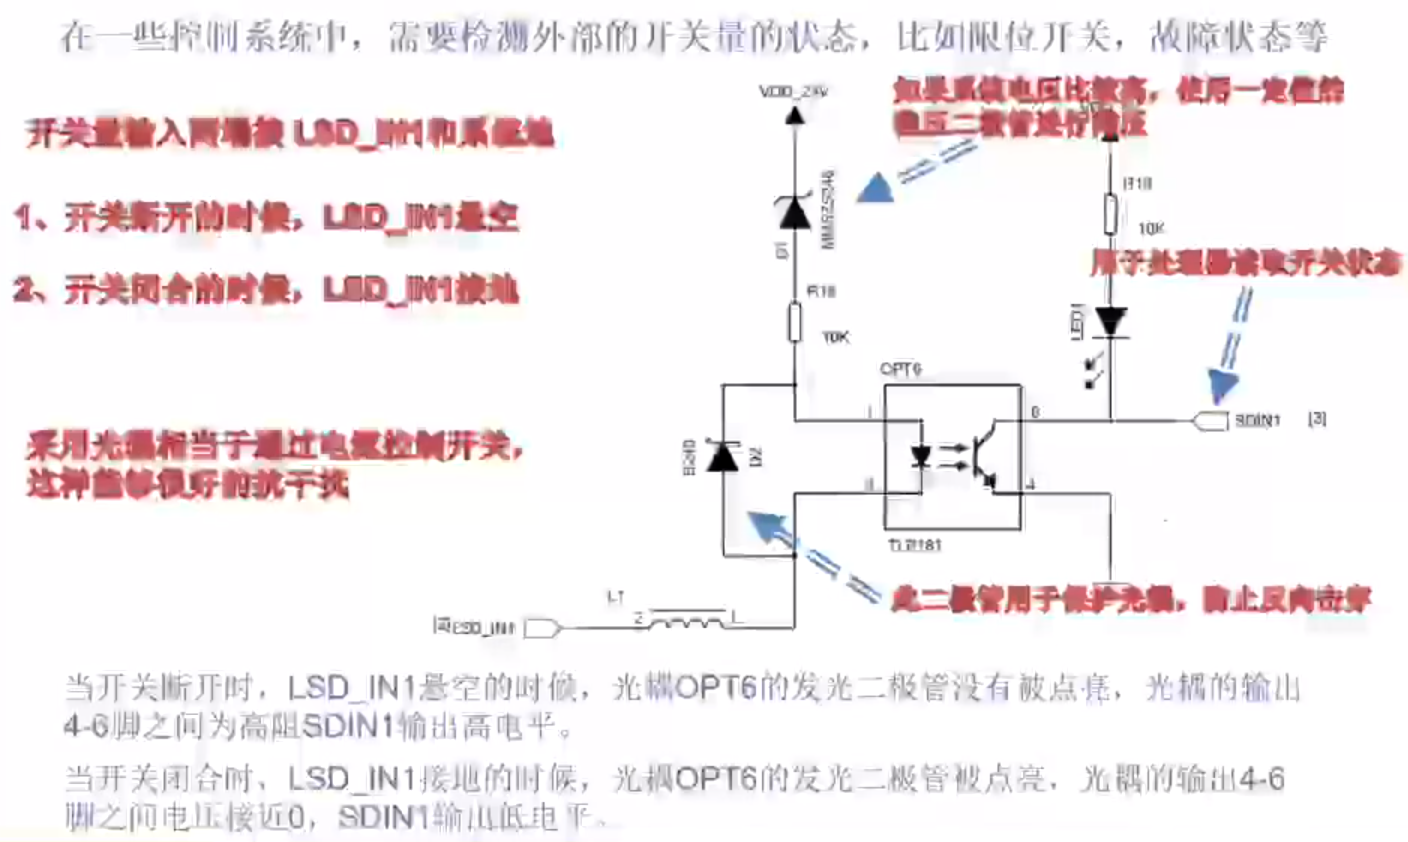 在一些控制系统中，需要检测外部的开关量的状态，比如限位开关，故障状态等
如果系统电压比较高，使用一定值的
稳压二极管进行降压
开关量输入两端接 LSD_IN1和系统地
1、开关断开的时候，LSD_IN1悬空
2、开关闭合的时候，LSD_IN1接地
采用光耦相当于通过电流控制开关，
这种能够很好的抗干扰
VDD_24V
D1
R16
10K
10K
用于处理器读取开关状态
LED1
OPT6
1
6
SDIN1
[3]
D2
3
4
TLP181
此二极管用于保护光耦，防止反向击穿
L1
2
1
当开关断开时，LSD_IN1悬空的时候，光耦OPT6的发光二极管没有被点亮，光耦的输出
4-6脚之间为高阻SDIN1输出高电平。
当开关闭合时、LSD_IN1接地的时候，光耦OPT6的发光二极管被点亮，光耦的输出4-6
脚之间电压接近0，SDIN1输出低电平。